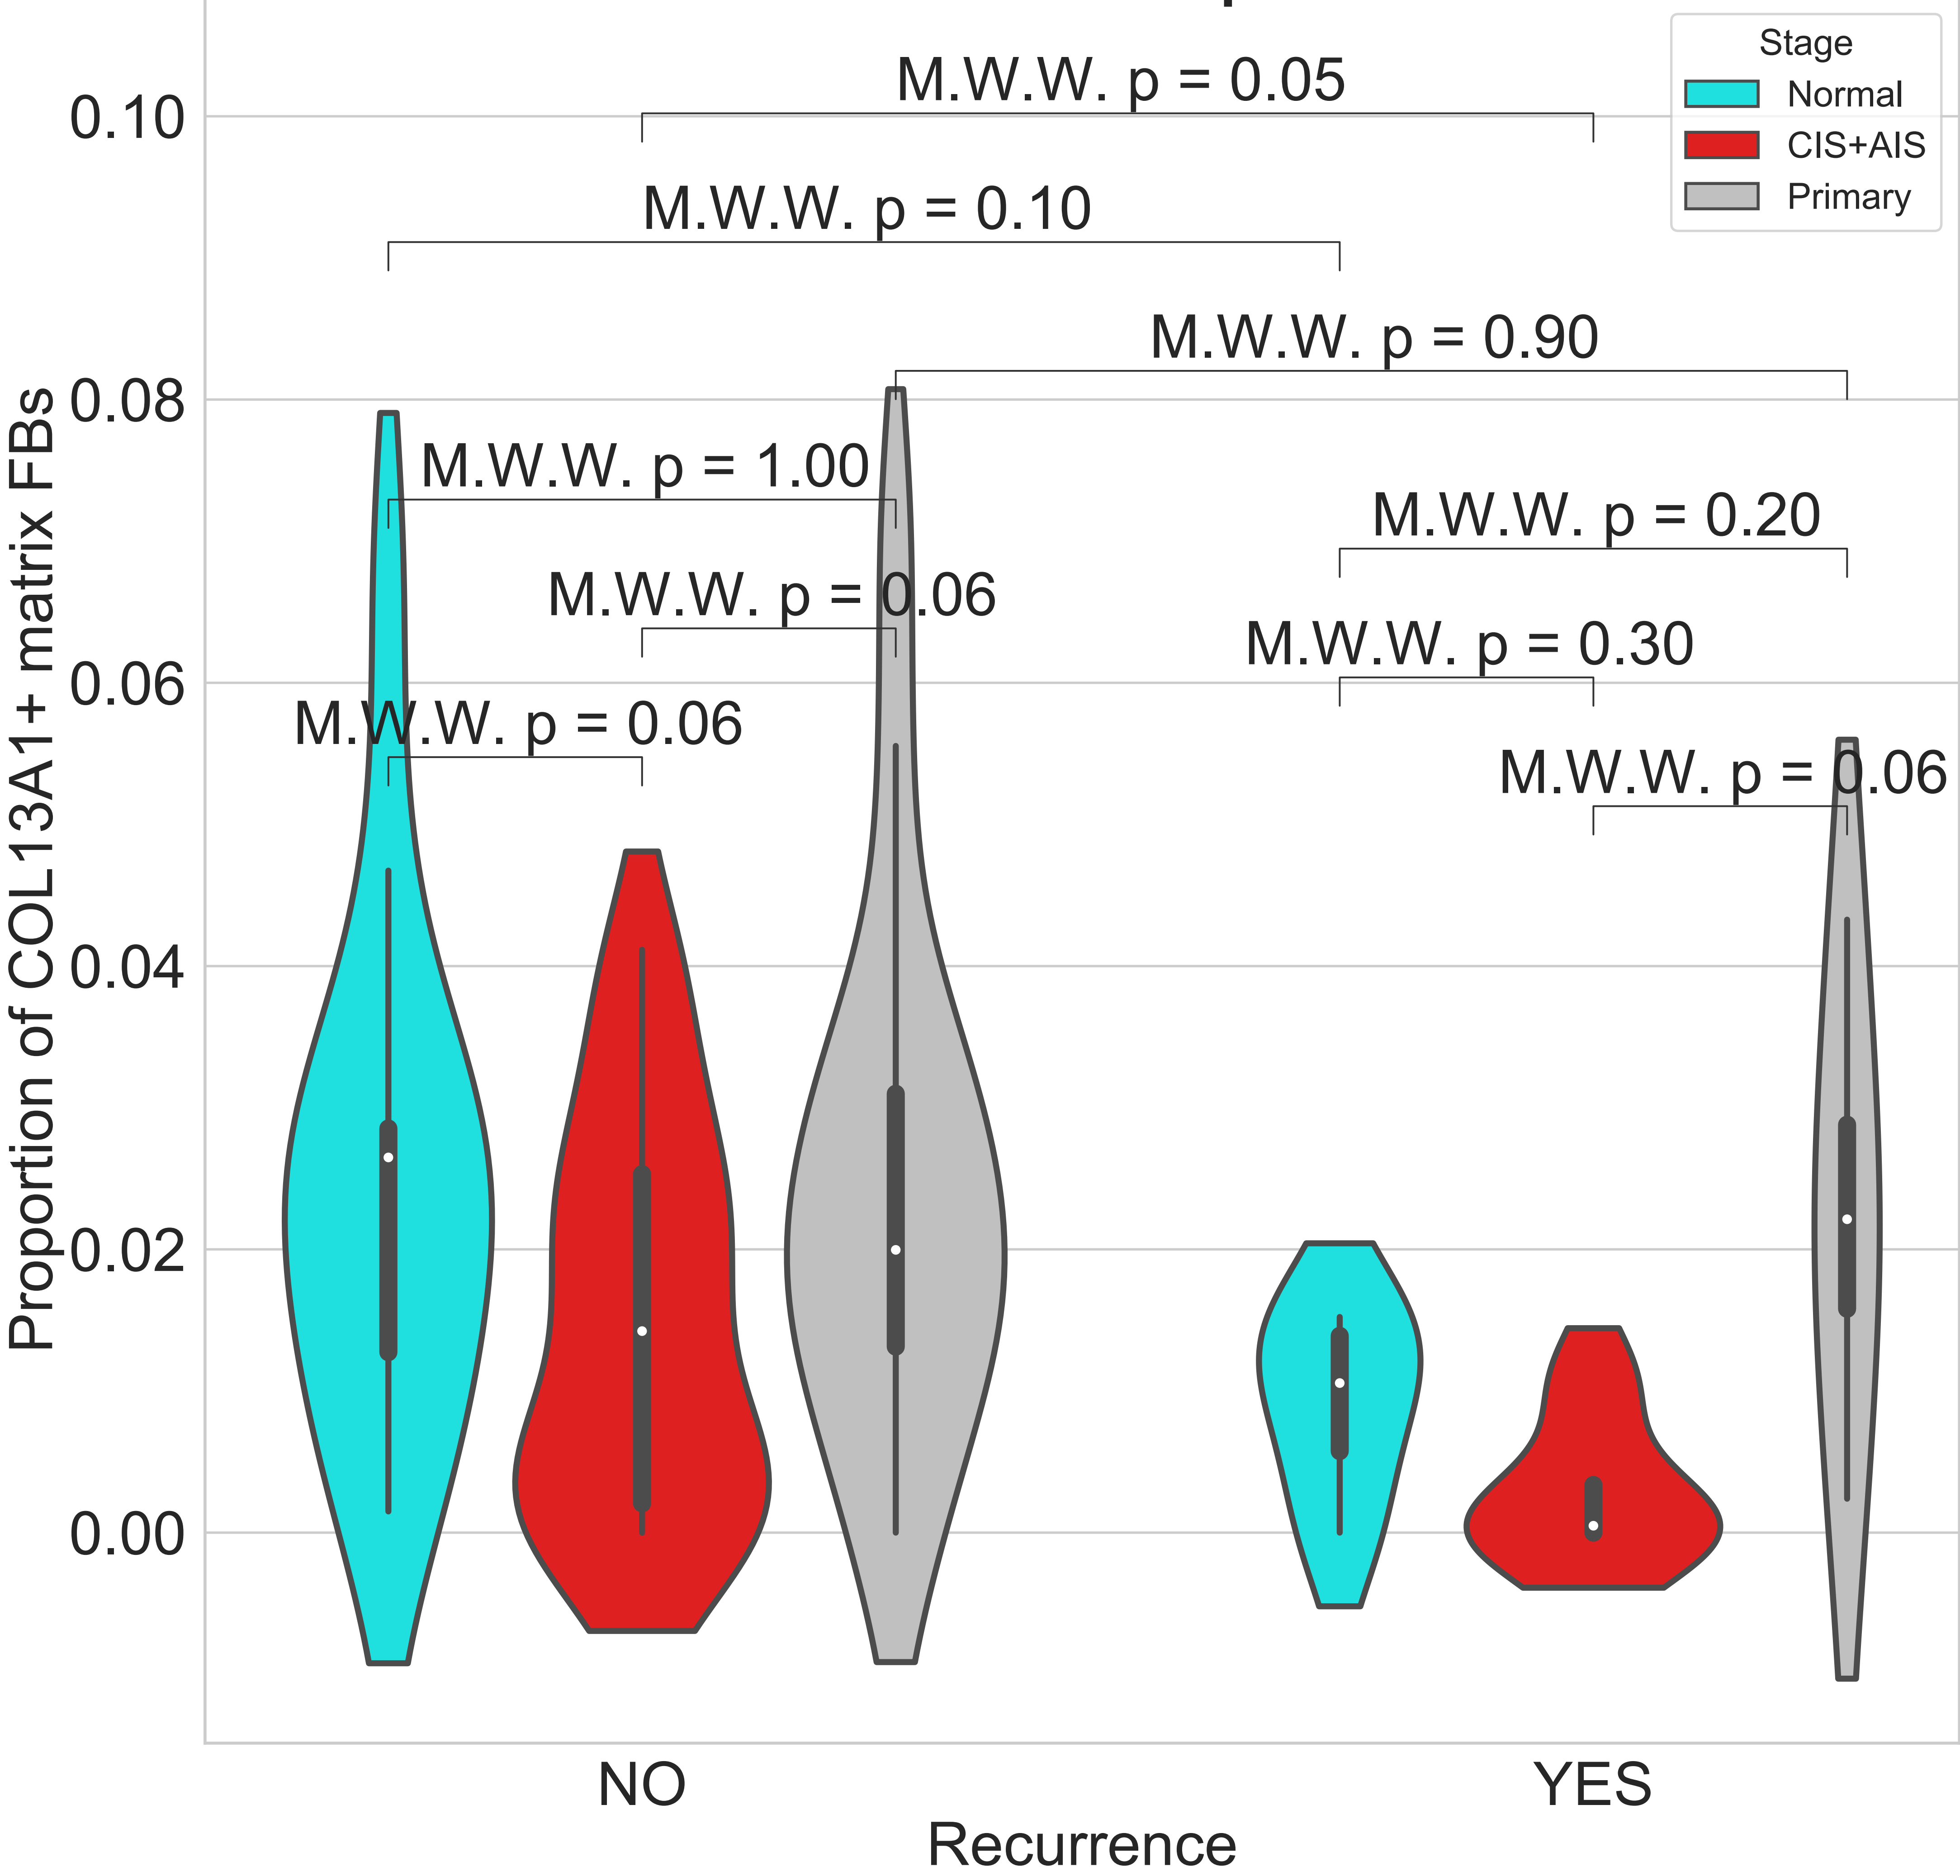 Stage
Normal
CIS+AIS
Primary
M.W.W. p = 0.05
M.W.W. p = 0.10
M.W.W. p = 0.90
M.W.W. p = 1.00
M.W.W. p = 0.20
M.W.W. p = 0.06
M.W.W. p = 0.30
M.W.W. p = 0.06
M.W.W. p = 0.06
Proportion of COL13A1+ matrix FBs
0.10
0.08
0.06
0.04
0.02
0.00
NO
YES
Recurrence